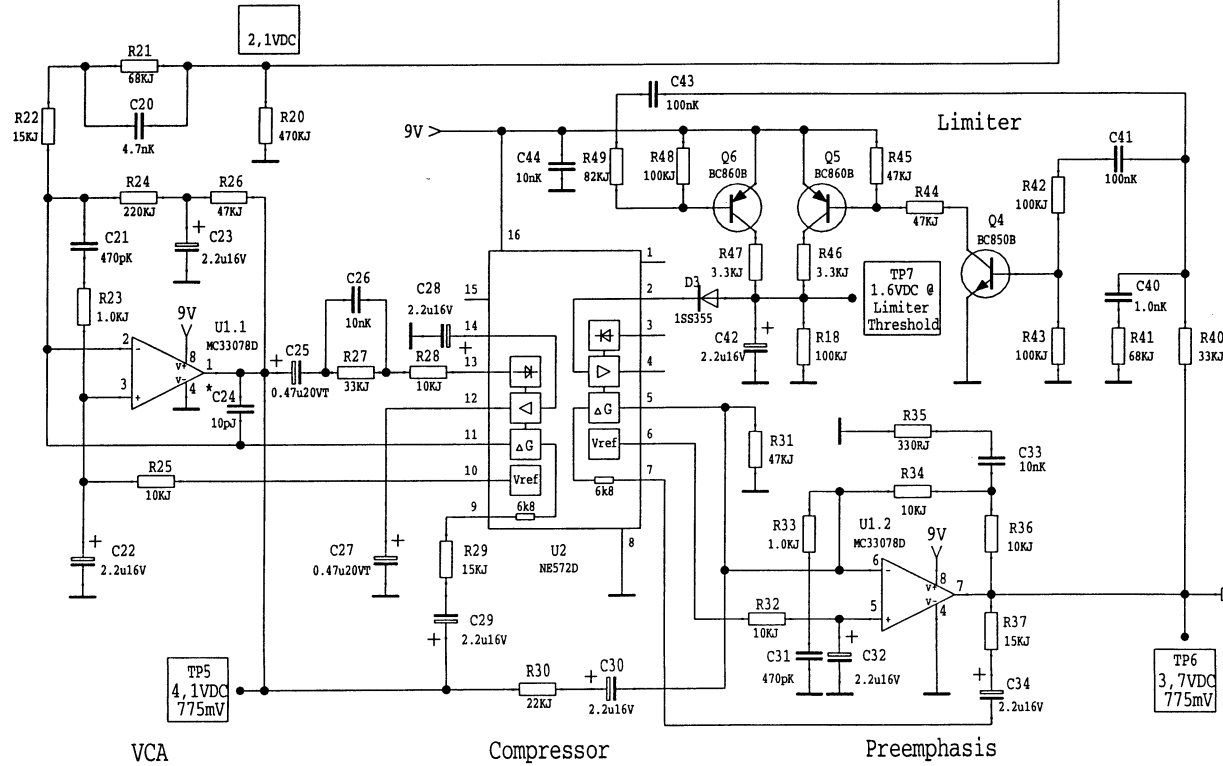 2,1VDC
R21
68KJ
C20
4.7nK
R22
15KJ
R20
470KJ
R24
220KJ
R26
47KJ
C21
470pK
C23
2.2u16V
R23
1.0KJ
9V
U1.1
MC33078D
2
-
3
+
8
V+
V-
4
1
*
C24
10pJ
+
C25
0.47u20VT
C26
10nK
R27
33KJ
C28
2.2u16V
+
R28
10KJ
R25
10KJ
+
C22
2.2u16V
C27
0.47u20VT
+
R29
15KJ
C29
+
2.2u16V
TP5
4,1VDC
775mV
R30
22KJ
+
C30
2.2u16V
9V
C44
10nK
C43
100nK
R49
82KJ
R48
100KJ
Q6
BC860B
Q5
BC860B
R45
47KJ
R44
47KJ
Limiter
Q4
BC850B
R42
100KJ
C41
100nK
R47
3.3KJ
R46
3.3KJ
D3
1SS355
TP7
1.6VDC @
Limiter
Threshold
C42
+
2.2u16V
R18
100KJ
R43
100KJ
C40
1.0nK
R41
68KJ
R40
33KJ
16
15
14
13
12
11
10
9
1
2
3
4
5
6
7
8
ΔG
Vref
6k8
ΔG
Vref
6k8
U2
NE572D
R31
47KJ
R35
330RJ
C33
10nK
R34
10KJ
R33
1.0KJ
U1.2
MC33078D
9V
R36
10KJ
6
-
5
+
8
V+
V-
4
7
R32
10KJ
C31
470pK
+
C32
2.2u16V
R37
15KJ
+
C34
2.2u16V
TP6
3,7VDC
775mV
VCA
Compressor
Preemphasis